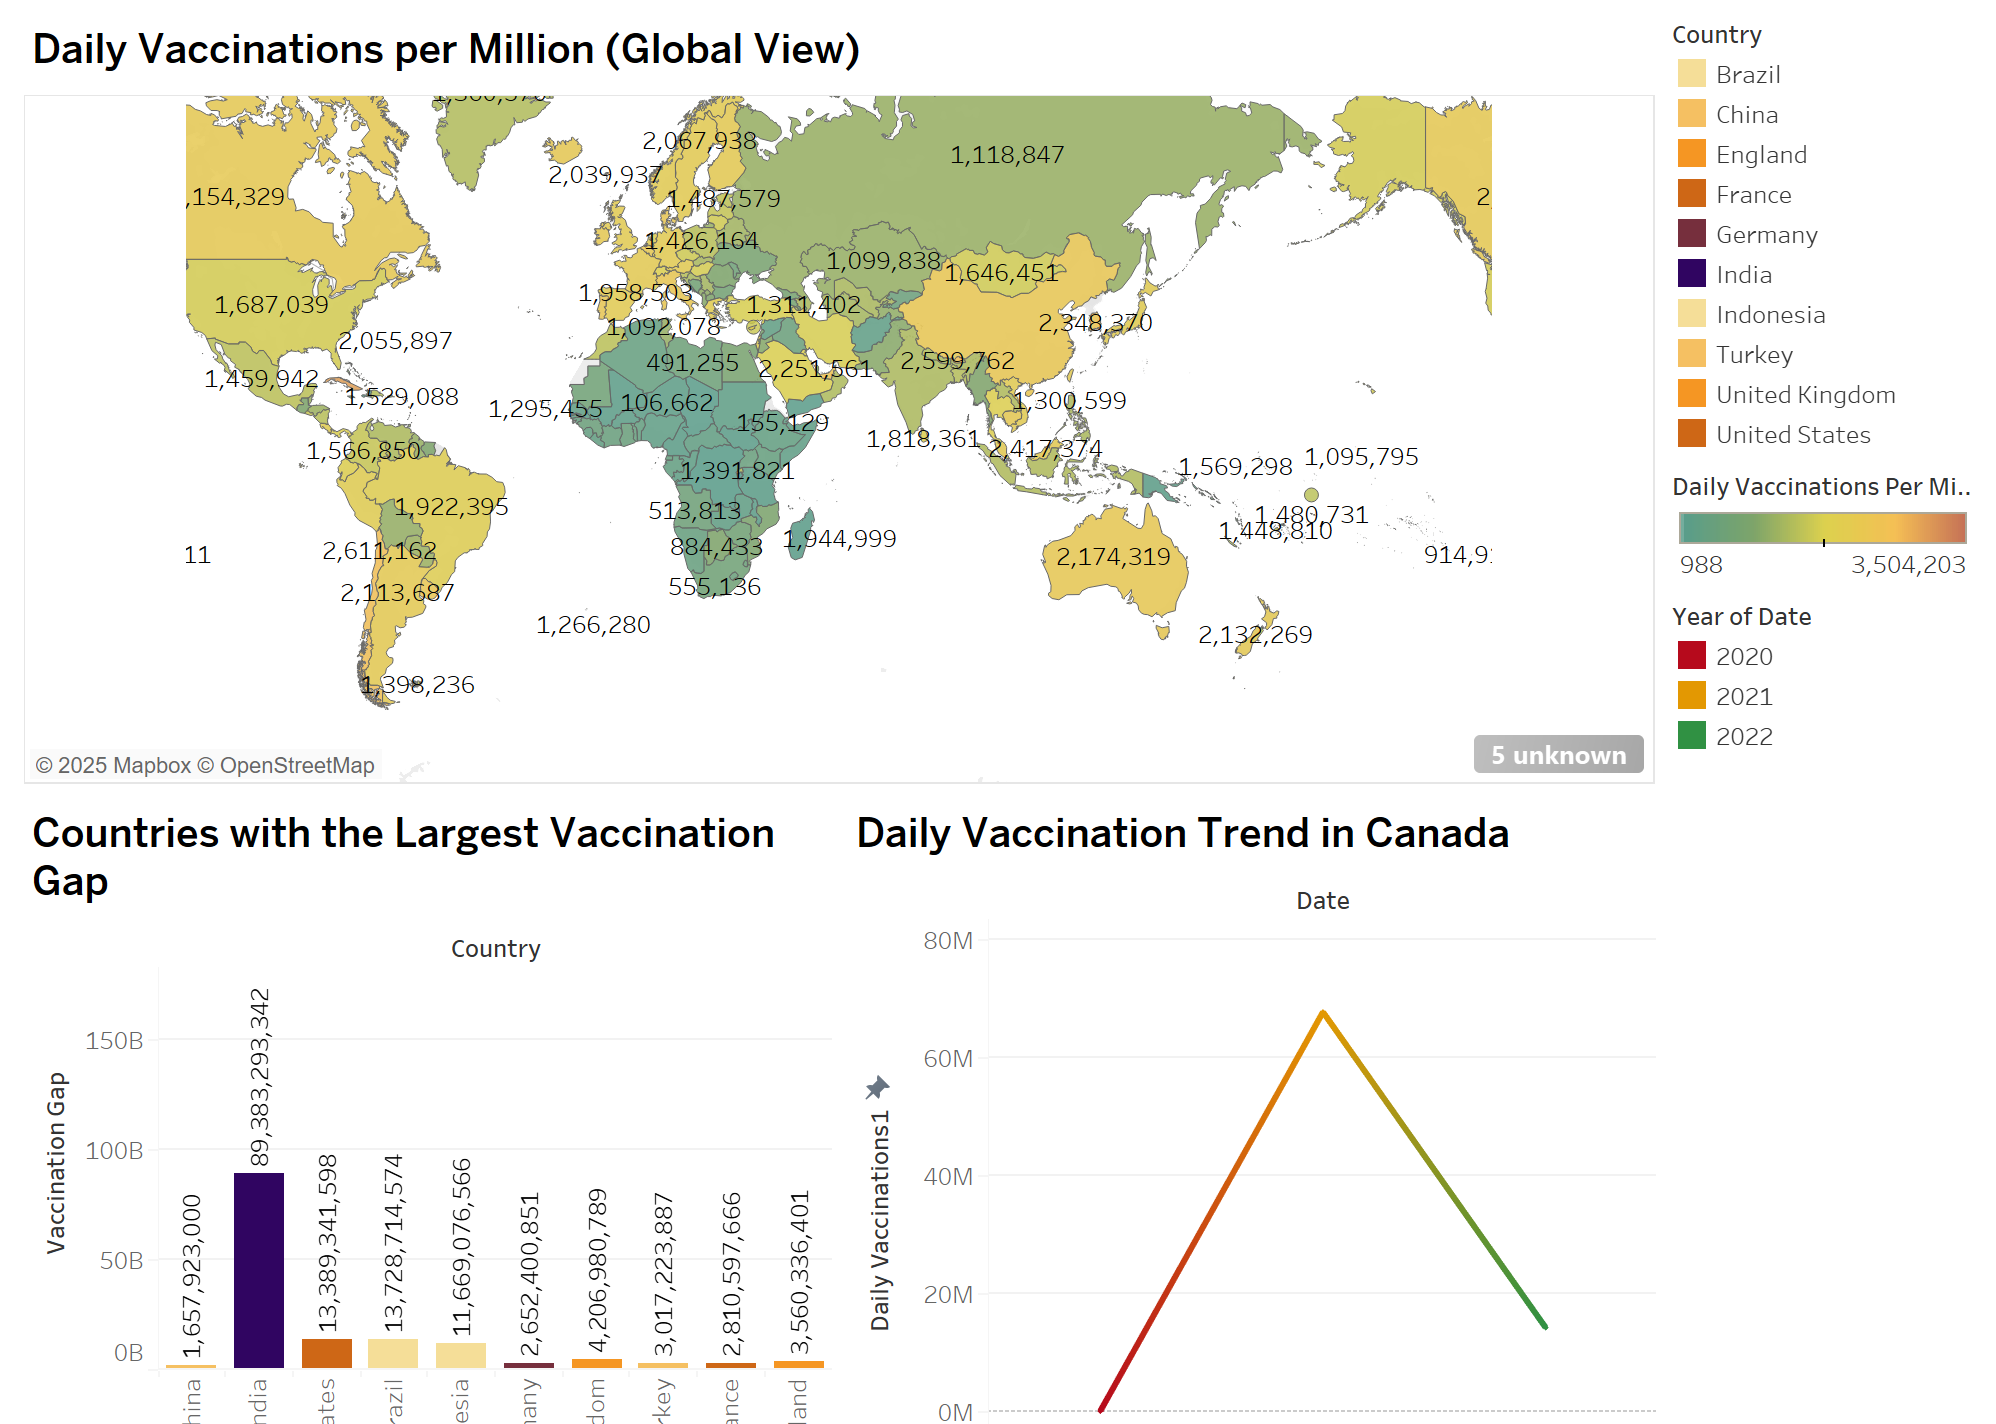 Daily Vaccinations per Million (Global View)
2,067,938
1,118,847
2,039,937
,154,329
1,487,579
2,
1,426,164
1,099,838
1,646,451
1,958,503
1,687,039
1,311,402
1,092,078
2,348,370
2,055,897
491,255
2,251,561
2,599,762
1,459,942
1,529,088
1,295,455
106,662
1,300,599
155,129
1,818,361
2,417,374
1,566,850
1,391,821
1,569,298
1,095,795
1,922,395
513,813
1,480,731
1,448,810
1,944,999
884,433
2,611,162
11
2,174,319
914,9
555,136
2,113,687
1,266,280
2,132,269
1,398,236
© 2025 Mapbox © OpenStreetMap
5 unknown
Country
Brazil
China
England
France
Germany
India
Indonesia
Turkey
United Kingdom
United States
Daily Vaccinations Per Mi..
988
3,504,203
Year of Date
2020
2021
2022
Countries with the Largest Vaccination
Gap
Country
Vaccination Gap
150B
100B
50B
0B
1,657,923,000
89,383,293,342
13,389,341,598
13,728,714,574
11,669,076,566
2,652,400,851
4,206,980,789
3,017,223,887
2,810,597,666
3,560,336,401
hina
ndia
ates
razil
esia
nany
dom
rkey
ance
land
Daily Vaccination Trend in Canada
Date
Daily Vaccinations1
80M
60M
40M
20M
0M